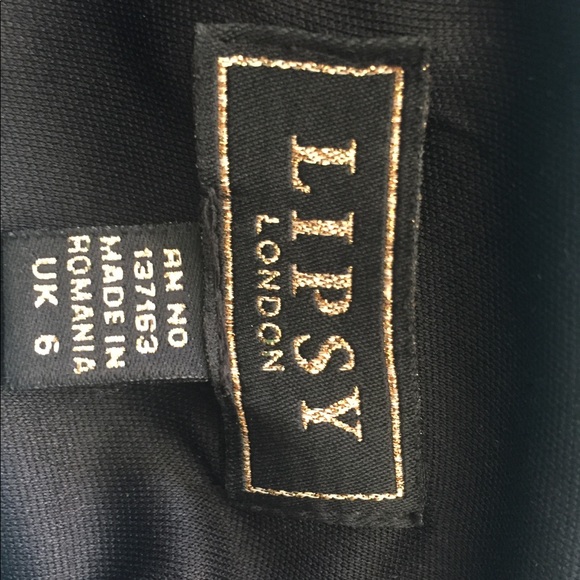 LIPSY
LONDON
RN NO
137163
MADE IN
ROMANIA
UK 6